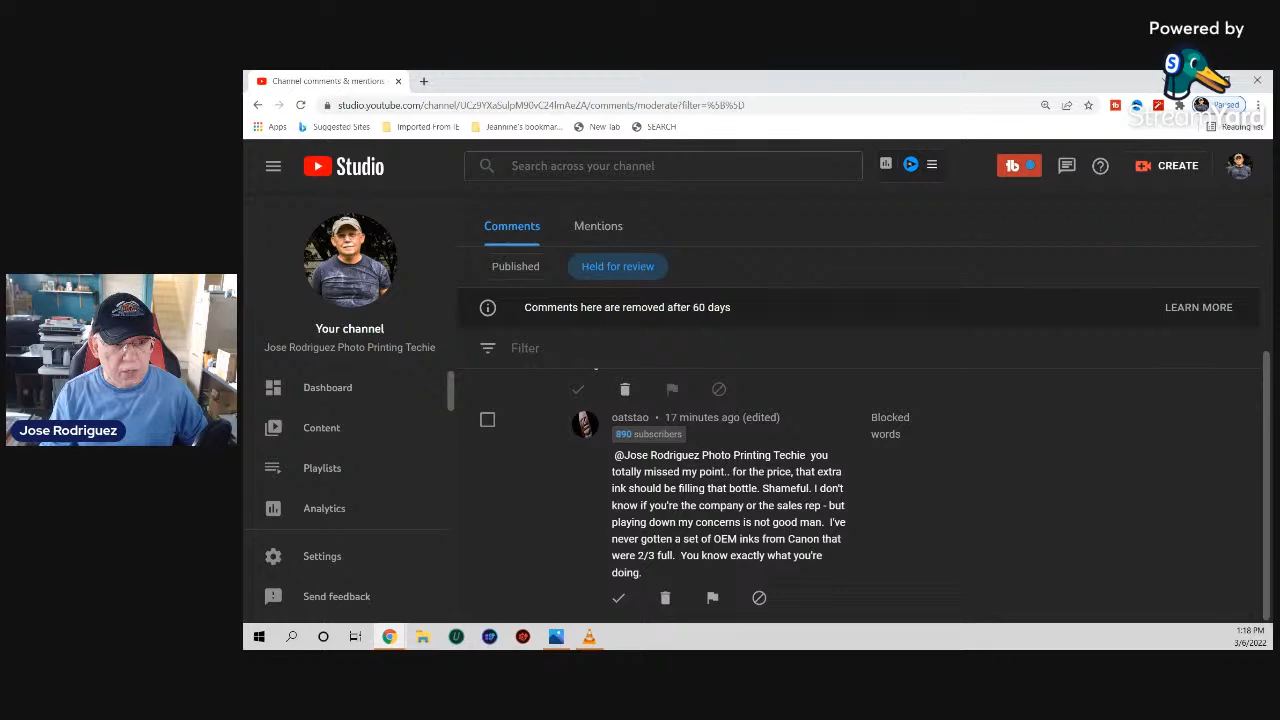 Powered by
S
StreamYard
Channel comments & mentions
studio.youtube.com/channel/UCz9YXaSulpM90vC24lmAeZA/comments/moderate?filter=%5B%5D
tb
Paused
Apps
Suggested Sites
Imported From IE
Jeannine's bookmar...
New Tab
SEARCH
Reading list
Studio
Search across your channel
tb
CREATE
Comments
Mentions
Published
Held for review
Comments here are removed after 60 days
LEARN MORE
Your channel
Jose Rodriguez Photo Printing Techie
Filter
Dashboard
Content
Playlists
Analytics
Settings
Send feedback
oatstao • 17 minutes ago (edited)
890 subscribers
Blocked
words
@Jose Rodriguez Photo Printing Techie you
totally missed my point.. for the price, that extra
ink should be filling that bottle. Shameful. I don't
know if you're the company or the sales rep - but
playing down my concerns is not good man. I've
never gotten a set of OEM inks from Canon that
were 2/3 full. You know exactly what you're
doing.
Jose Rodriguez
1:18 PM
3/6/2022